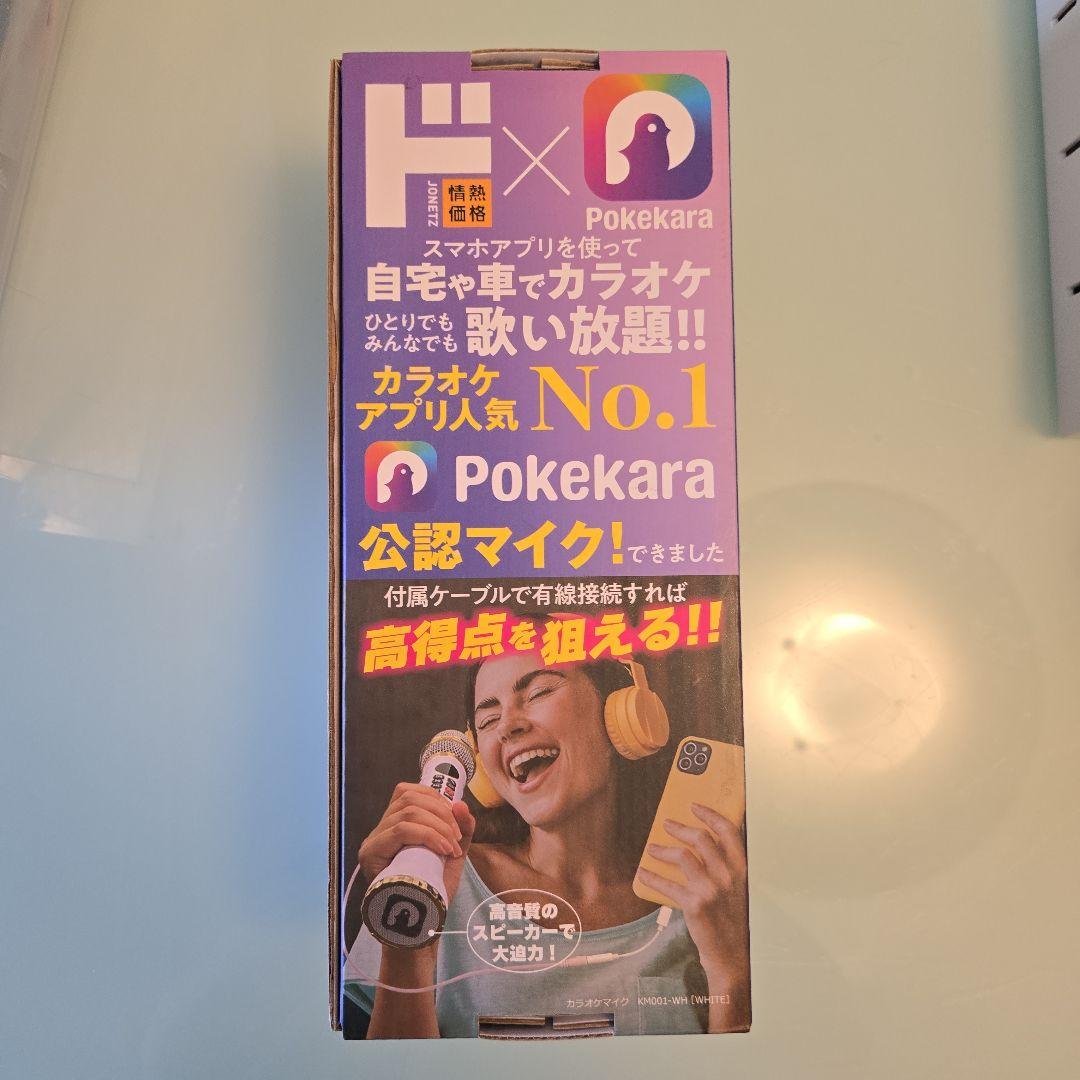 ド×
JONETZ
情熱
価格
Pokekara
スマホアプリを使って
自宅や車でカラオケ
ひとりでも
みんなでも
歌い放題!!
カラオケ
アプリ人気
No.1
Pokekara
公認マイク!できました
付属ケーブルで有線接続すれば
高得点を狙える!!
高音質の
スピーカーで
大迫力!
カラオケマイク KM001-WH [WHITE]